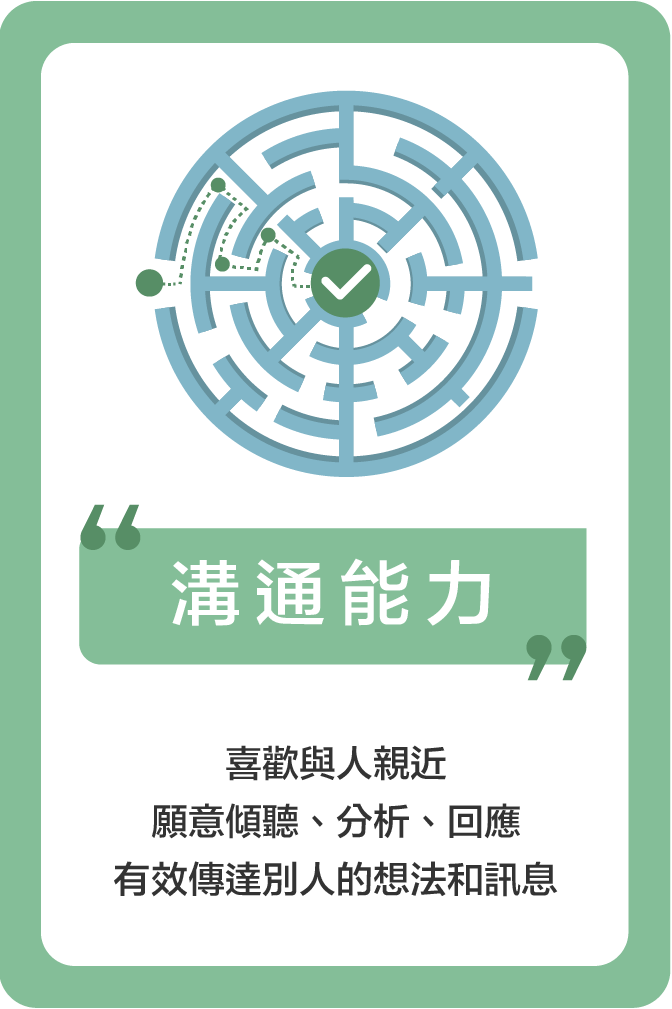 溝通能力
喜歡與人親近
願意傾聽、分析、回應
有效傳達別人的想法和訊息